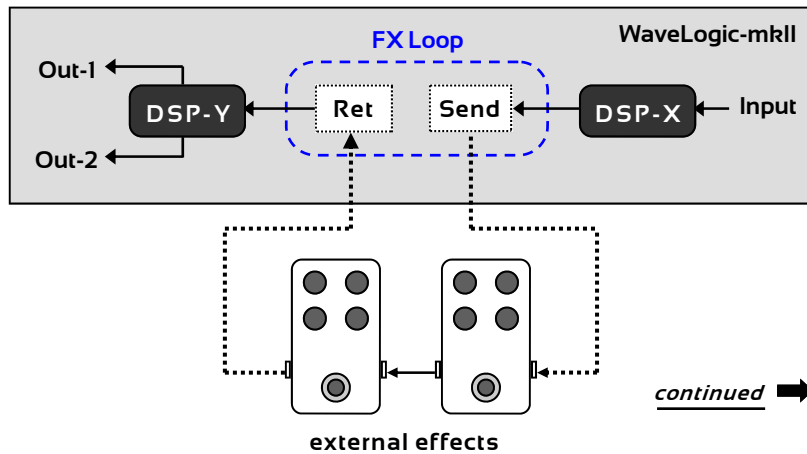 FX Loop
WaveLogic-mkII
Out-1
DSP-Y
Ret
Send
DSP-X
Input
Out-2
external effects
continued